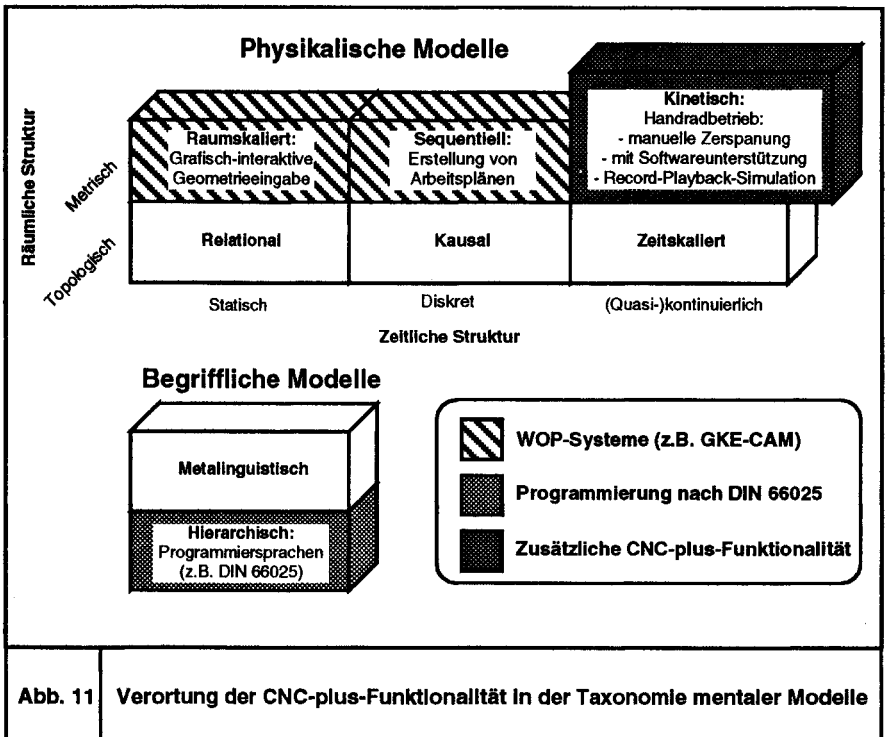 Physikalische Modelle
Räumliche Struktur
Metrisch
Topologisch
Raumskaliert:
Grafisch-interaktive
Geometrieeingabe
Sequentiell:
Erstellung von
Arbeitsplänen
Kinetisch:
Handradbetrieb:
- manuelle Zerspanung
- mit Softwareunterstützung
- Record-Playback-Simulation
Relational
Kausal
Zeitskaliert
Statisch
Diskret
(Quasi-)kontinuierlich
Zeitliche Struktur
Begriffliche Modelle
Metalinguistisch
Hierarchisch:
Programmiersprachen
(z.B. DIN 66025)
WOP-Systeme (z.B. GKE-CAM)
Programmierung nach DIN 66025
Zusätzliche CNC-plus-Funktionalität
Abb. 11 Verortung der CNC-plus-Funktionalität in der Taxonomie mentaler Modelle